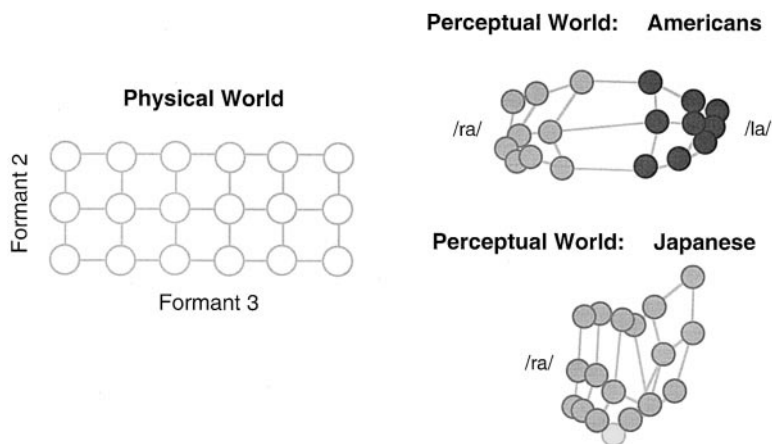 Physical World
Formant 2
Formant 3
Perceptual World: Americans
/ra/
/la/
Perceptual World: Japanese
/ra/